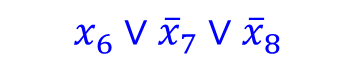 x₆ ∨ x̄₇ ∨ x̄₈